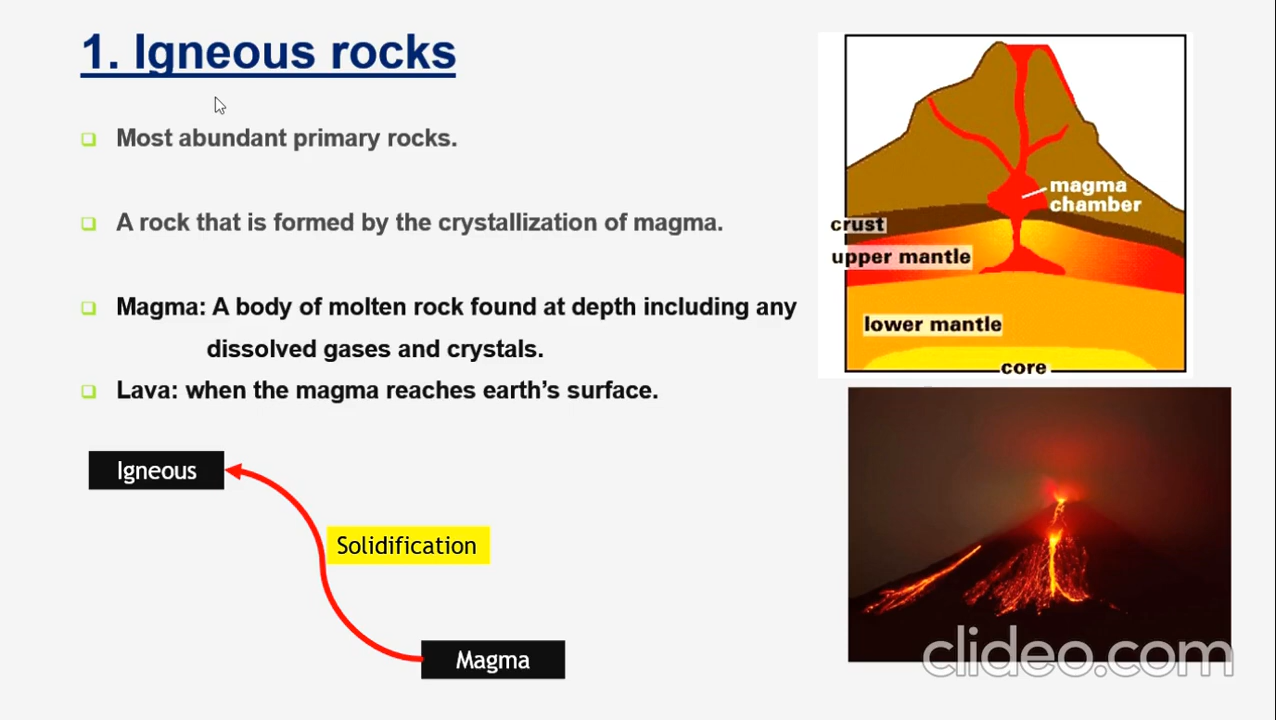 1. Igneous rocks
Most abundant primary rocks.
A rock that is formed by the crystallization of magma.
Magma: A body of molten rock found at depth including any
dissolved gases and crystals.
Lava: when the magma reaches earth’s surface.
Igneous
Solidification
Magma
magma
chamber
crust
upper mantle
lower mantle
core
clideo.com